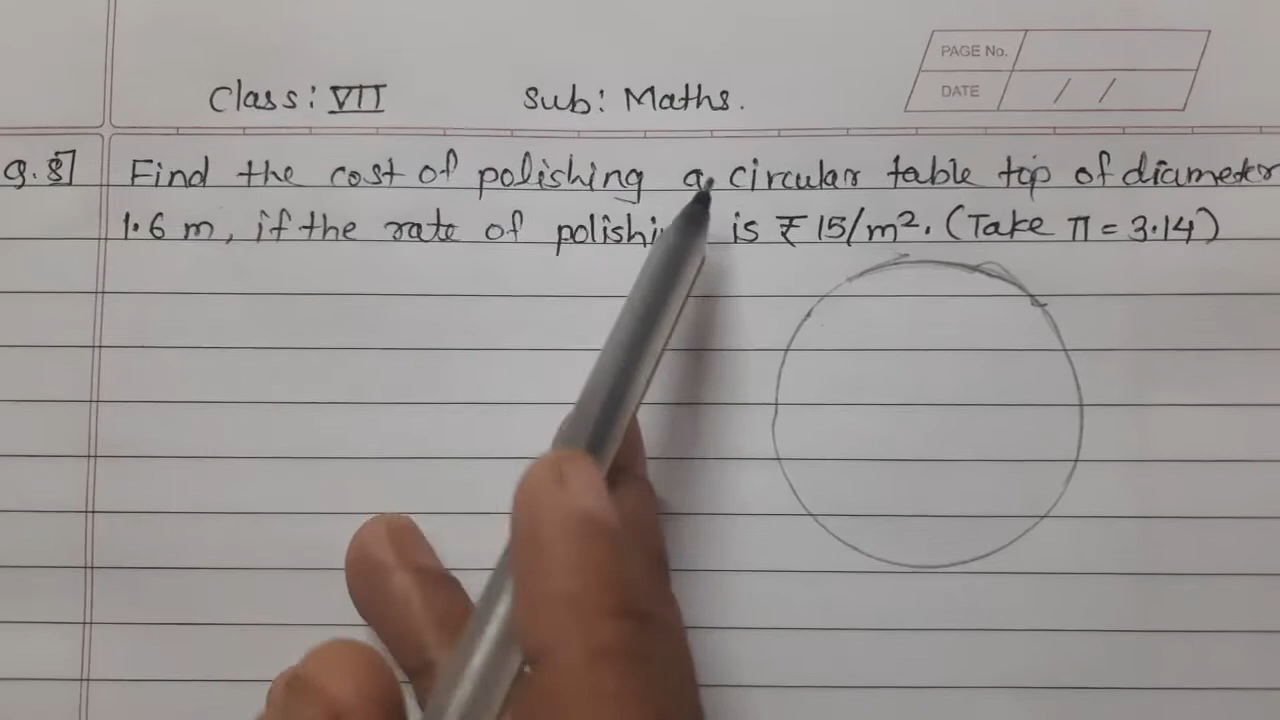 PAGE No.
DATE / /
Class: VII Sub: Maths.
Q.8] Find the cost of polishing a circular table top of diameter
1.6 m, if the rate of is ₹15/m². (Take π = 3.14)